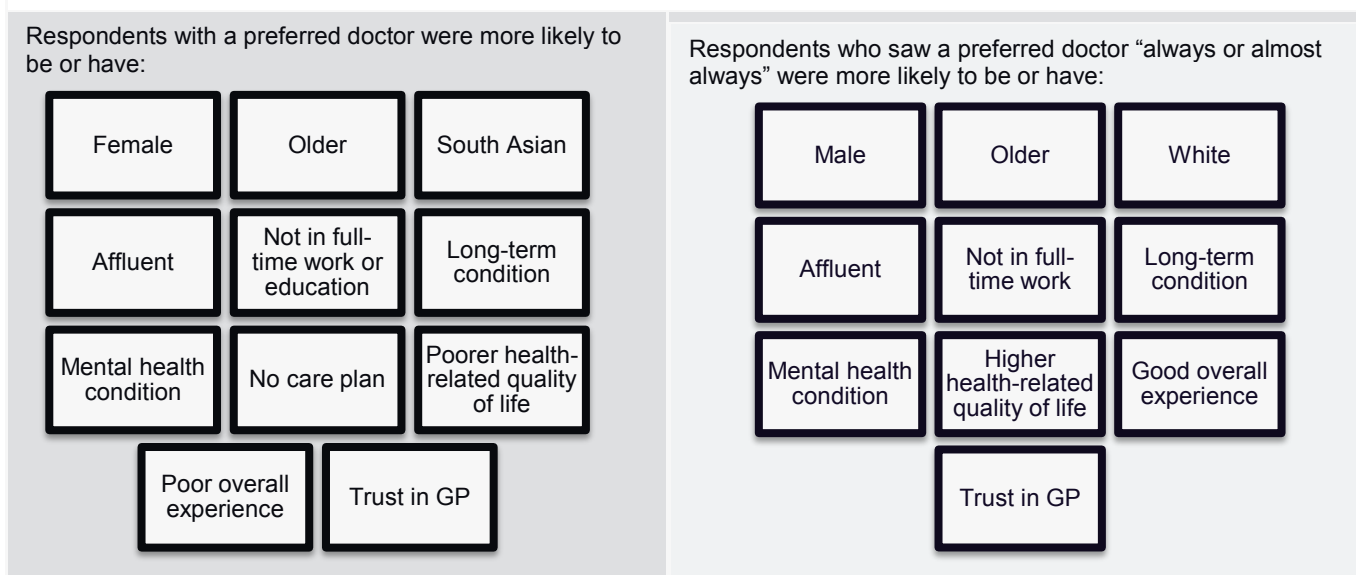 Respondents with a preferred doctor were more likely to
be or have:
Female
Older
South Asian
Affluent
Not in full-
time work or
education
Long-term
condition
Mental health
condition
No care plan
Poorer health-
related quality
of life
Poor overall
experience
Trust in GP
Respondents who saw a preferred doctor “always or almost
always” were more likely to be or have:
Male
Older
White
Affluent
Not in full-
time work
Long-term
condition
Mental health
condition
Higher
health-related
quality of life
Good overall
experience
Trust in GP